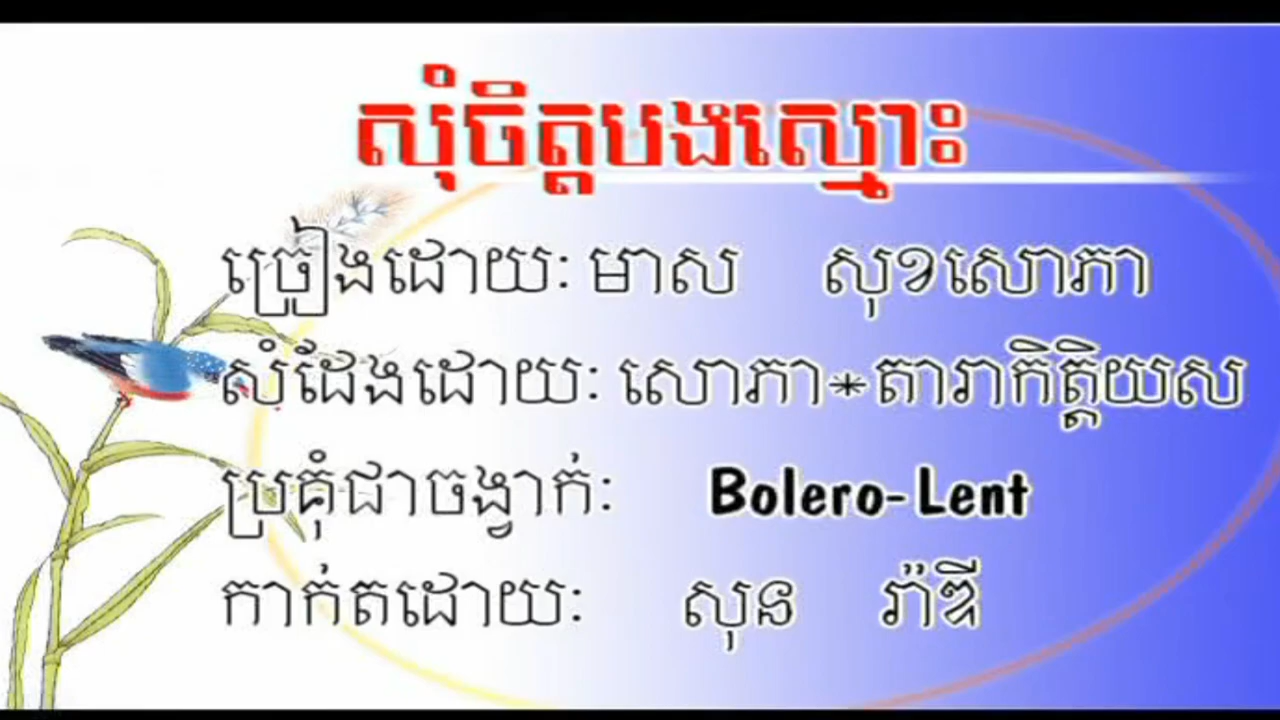 សុំចិត្តបងស្មោះ
ច្រៀងដោយ: មាស សុខសោភា
សំដែងដោយ: សោភា*តារាកិត្តិយស
ប្រគុំជាចង្វាក់: Bolero-Lent
កាក់តដោយ: សុន រ៉ាឌី